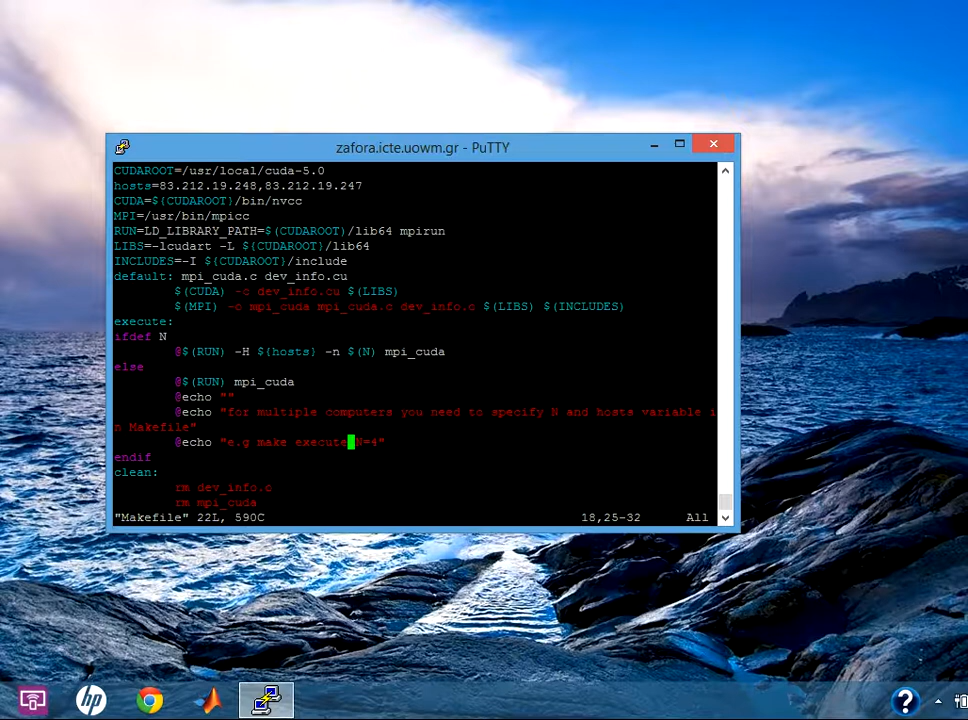 zafora.icte.uowm.gr - PuTTY
CUDAROOT=/usr/local/cuda-5.0
hosts=83.212.19.248,83.212.19.247
CUDA=${CUDAROOT}/bin/nvcc
MPI=/usr/bin/mpicc
RUN=LD_LIBRARY_PATH=$(CUDAROOT)/lib64 mpirun
LIBS=-lcudart -L ${CUDAROOT}/lib64
INCLUDES=-I ${CUDAROOT}/include
default: mpi_cuda.c dev_info.cu
$(CUDA) -c dev_info.cu $(LIBS)
$(MPI) -o mpi_cuda mpi_cuda.c dev_info.o $(LIBS) $(INCLUDES)
execute:
ifdef N
@$(RUN) -H ${hosts} -n $(N) mpi_cuda
else
@$(RUN) mpi_cuda
@echo ""
@echo "for multiple computers you need to specify N and hosts variable i
n Makefile"
@echo "e.g make execute N=4"
endif
clean:
rm dev_info.o
rm mpi_cuda
"Makefile" 22L, 590C 18,25-32 All
hp
?